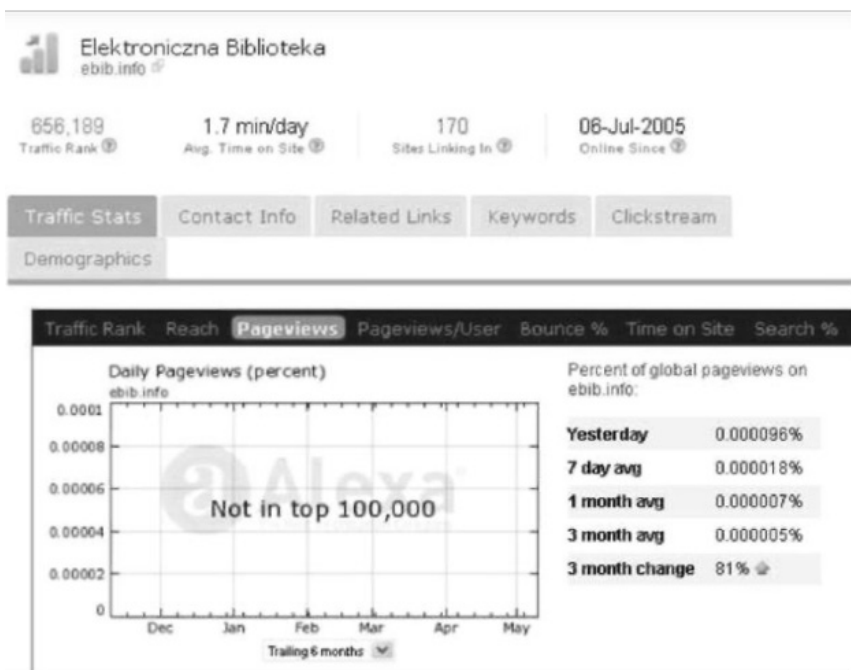 Elektroniczna Biblioteka
ebib.info
656,189
Traffic Rank
1.7 min/day
Avg. Time on Site
170
Sites Linking In
06-Jul-2005
Online Since
Traffic Stats Contact Info Related Links Keywords Clickstream
Demographics
Traffic Rank Reach Pageviews Pageviews/User Bounce % Time on Site Search %
Daily Pageviews (percent)
ebib.info
0.0001
0.00008
0.00006
0.00004
0.00002
0
Alexa
Not in top 100,000
Dec Jan Feb Mar Apr May
Trailing 6 months
Percent of global pageviews on
ebib.info:
Yesterday 0.000096%
7 day avg 0.000018%
1 month avg 0.000007%
3 month avg 0.000005%
3 month change 81%